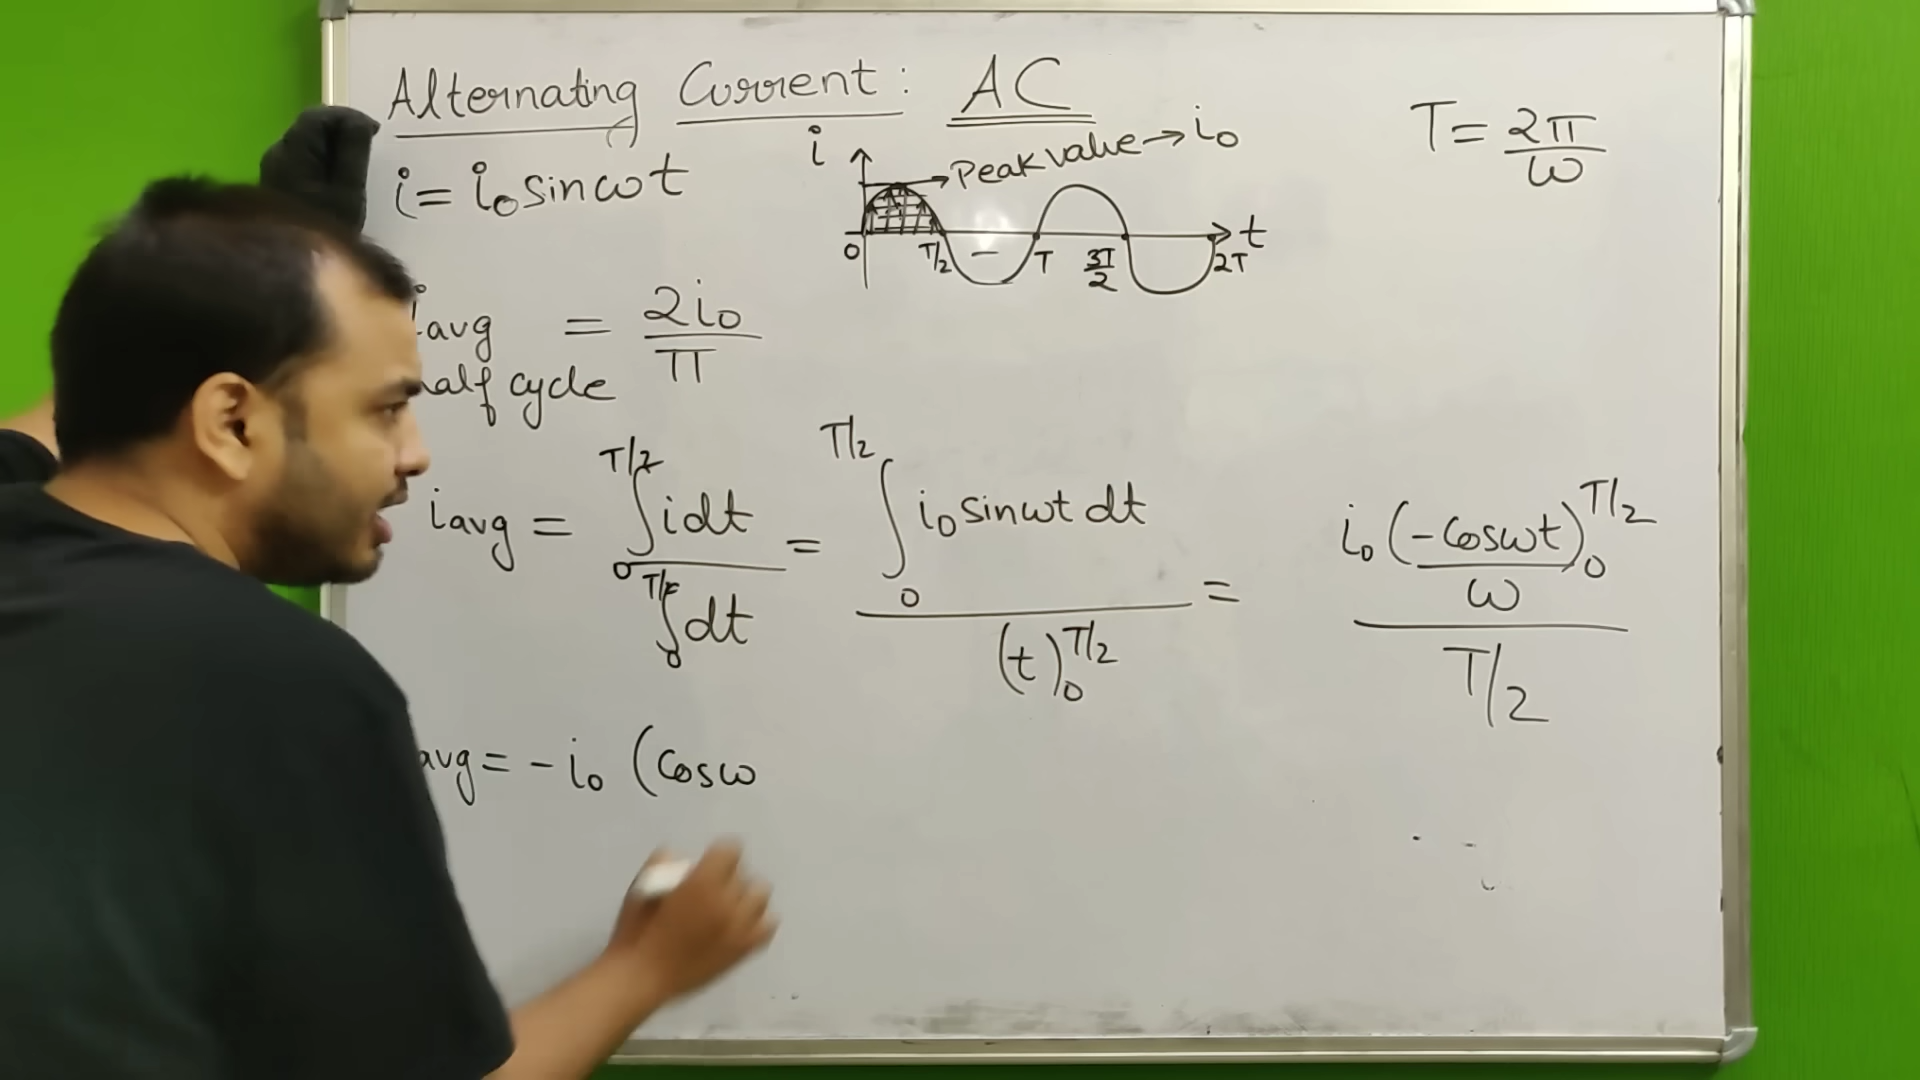 Alternating Current : AC
i = i₀ sin ωt
i
Peak value → i₀
T = 2π/ω
0 T/2 − T 3T/2 2T t
avg = 2i₀/π
half cycle
iavg = ∫₀^(T/2) i dt / ∫₀^(T/2) dt = ∫₀^(T/2) i₀ sin ωt dt / (t)₀^(T/2) = i₀ (-cos ωt / ω)₀^(T/2) / T/2
avg = - i₀ (cos ω